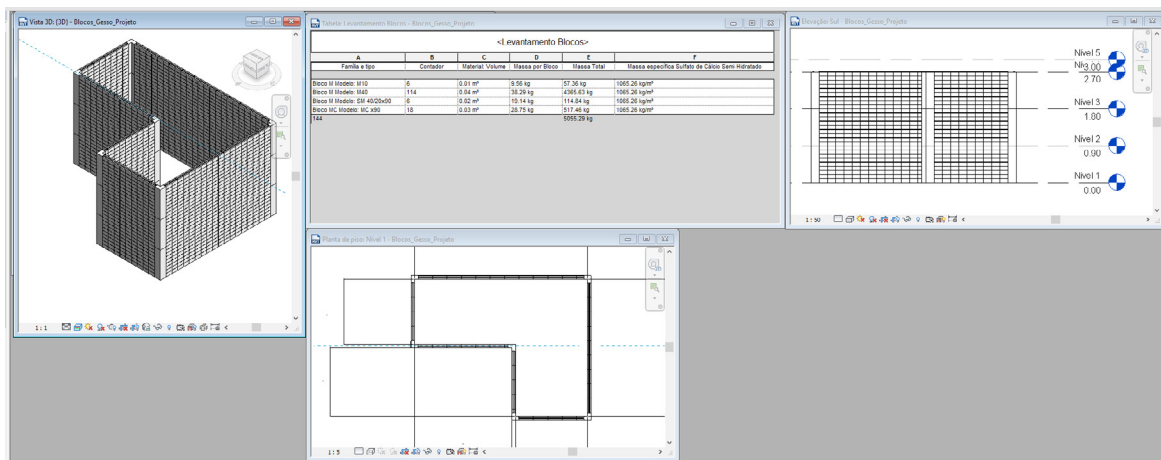 Vista 3D: {3D} - Blocos_Gesso_Projeto
1 : 1
Tabela: Levantamento Blocos - Blocos_Gesso_Projeto
<Levantamento Blocos>
A B C D E F
Família e tipo Contador Material: Volume Massa por Bloco Massa Total Massa especifica Sulfato de Cálcio Semi Hidratado
Bloco M Modelo: M10 6 0.01 m³ 9.56 kg 57.36 kg 1065.26 kg/m³
Bloco M Modelo: M40 114 0.04 m³ 38.29 kg 4365.63 kg 1065.26 kg/m³
Bloco M Modelo: SM 40/20x90 6 0.02 m³ 19.14 kg 114.84 kg 1065.26 kg/m³
Bloco MC Modelo: MC x90 18 0.03 m³ 28.75 kg 517.46 kg 1065.26 kg/m³
144 5055.29 kg
Elevação: Sul - Blocos_Gesso_Projeto
Nível 5
3.00
2.70
Nível 3
1.80
Nível 2
0.90
Nível 1
0.00
1 : 50
Planta de piso: Nível 1 - Blocos_Gesso_Projeto
1 : 5